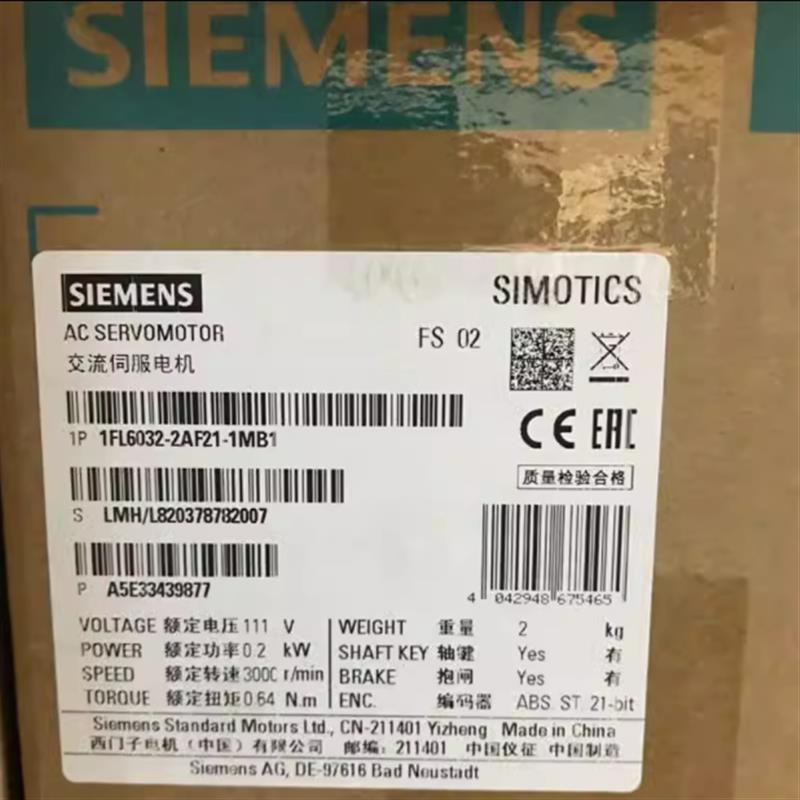 SIEMENS
SIEMENS
SIMOTICS
AC SERVOMOTOR
FS 02
交流伺服电机
1P 1FL6032-2AF21-1MB1
CE EAC
质量检验合格
S LMH/L820378782007
P A5E33439877
4 042948 675465
VOLTAGE 额定电压 111 V
POWER 额定功率 0.2 kW
SPEED 额定转速 3000 r/min
TORQUE 额定扭矩 0.64 N.m
WEIGHT 重量 2 kg
SHAFT KEY 轴键 Yes 有
BRAKE 抱闸 Yes 有
ENC. 编码器 ABS. ST. 21-bit
Siemens Standard Motors Ltd., CN-211401 Yizheng Made in China
西门子电机（中国）有限公司 邮编：211401 中国仪征 中国制造
Siemens AG, DE-97616 Bad Neustadt